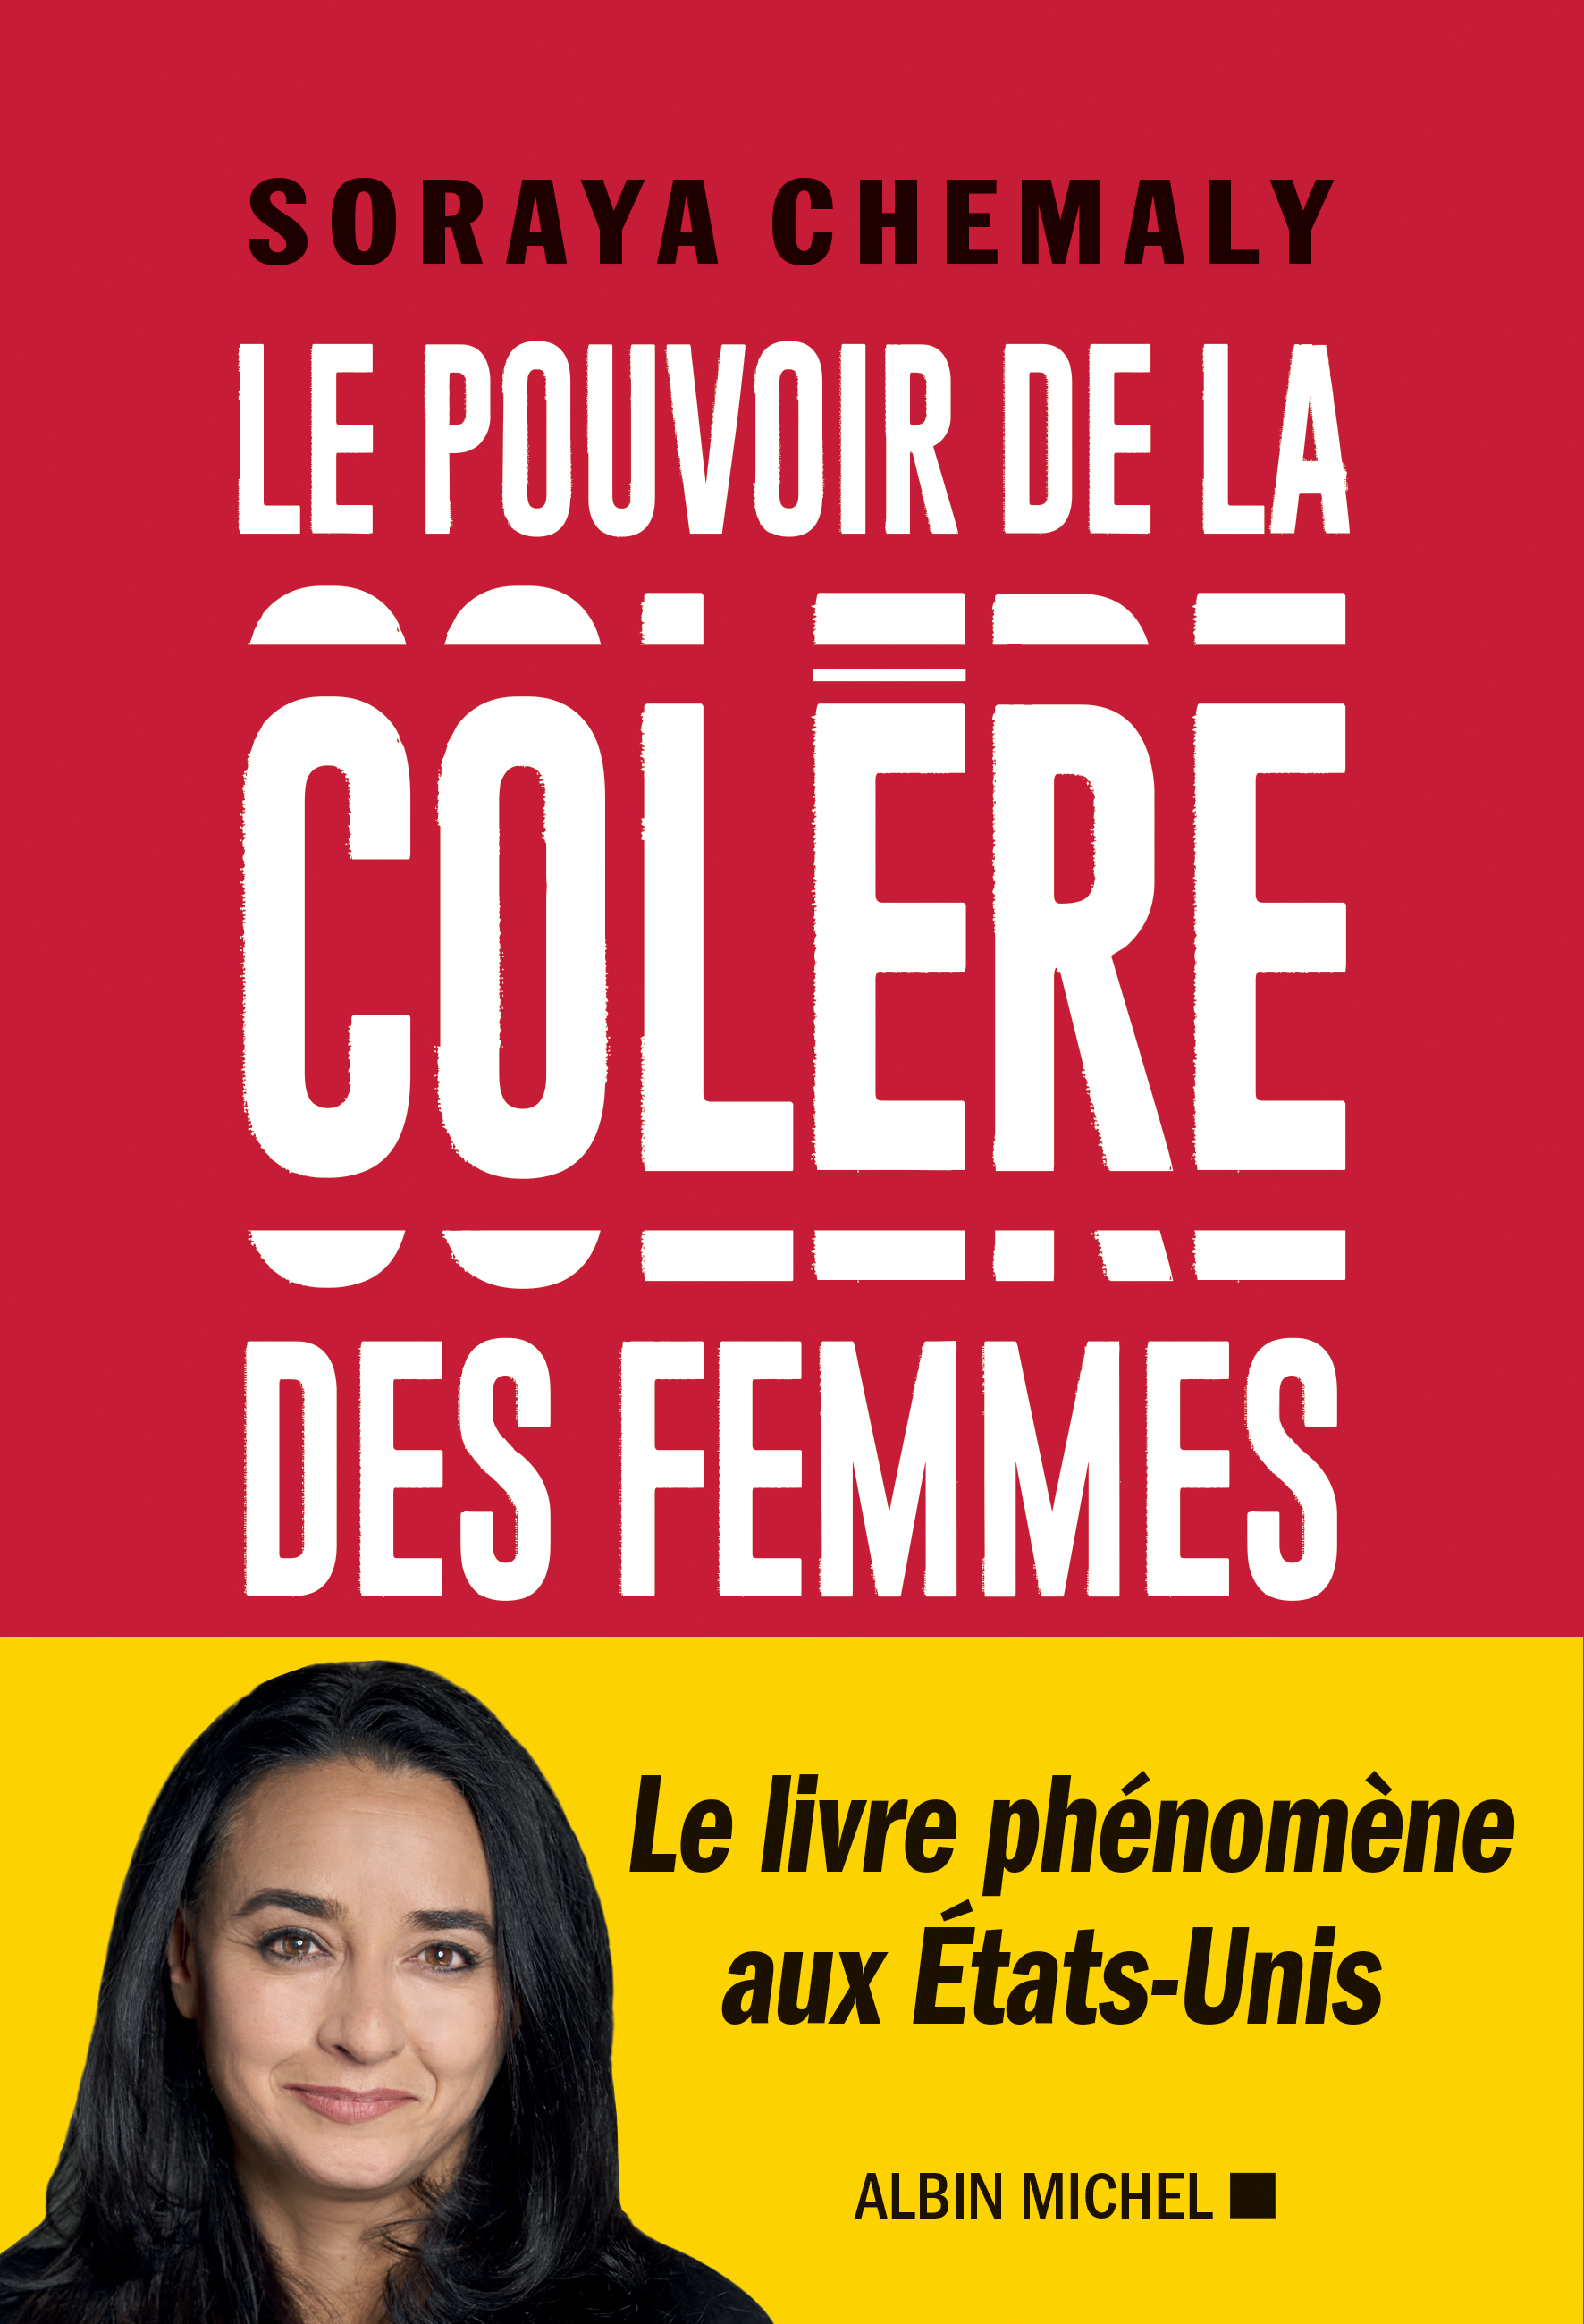 SORAYA CHEMALY
LE POUVOIR DE LA
COLÈRE
DES FEMMES
Le livre phénomène
aux États-Unis
ALBIN MICHEL